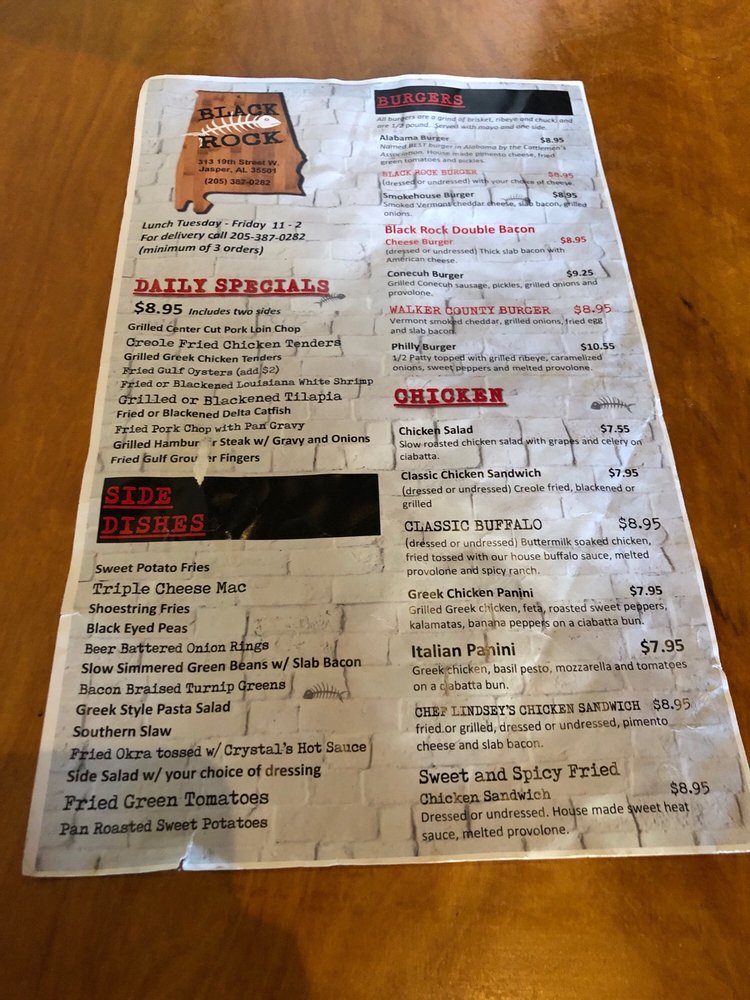 BLACK
ROCK
313 19th Street W.
Jasper, AL 35501
(205) 387-0282
Lunch Tuesday - Friday 11 - 2
For delivery call 205-387-0282
(minimum of 3 orders)
DAILY SPECIALS
$8.95 Includes two sides
Grilled Center Cut Pork Loin Chop
Creole Fried Chicken Tenders
Grilled Greek Chicken Tenders
Fried Gulf Oysters (add $2)
Fried or Blackened Louisiana White Shrimp
Grilled or Blackened Tilapia
Fried or Blackened Delta Catfish
Fried Pork Chop with Pan Gravy
Grilled Hambur r Steak w/ Gravy and Onions
Fried Gulf Grou er Fingers
SIDE
DISHES
Sweet Potato Fries
Triple Cheese Mac
Shoestring Fries
Black Eyed Peas
Beer Battered Onion Rings
Slow Simmered Green Beans w/ Slab Bacon
Bacon Braised Turnip Greens
Greek Style Pasta Salad
Southern Slaw
Fried Okra tossed w/ Crystal's Hot Sauce
Side Salad w/ your choice of dressing
Fried Green Tomatoes
Pan Roasted Sweet Potatoes
BURGERS
All burgers are a grind of brisket, ribeye and chuck, and
are 1/2 pound. Served with mayo and one side.
Alabama Burger $8.95
Named BEST burger in Alabama by the Cattlemen's
Association. House made pimento cheese, fried
green tomatoes and pickles.
BLACK ROCK BURGER $8.95
(dressed or undressed) with your choice of cheese.
Smokehouse Burger $8.95
Smoked Vermont cheddar cheese, slab bacon, grilled
onions.
Black Rock Double Bacon
Cheese Burger $8.95
(dressed or undressed) Thick slab bacon with
American cheese.
Conecuh Burger $9.25
Grilled Conecuh sausage, pickles, grilled onions and
provolone.
WALKER COUNTY BURGER $8.95
Vermont smoked cheddar, grilled onions, fried egg
and slab bacon.
Philly Burger $10.55
1/2 Patty topped with grilled ribeye, caramelized
onions, sweet peppers and melted provolone.
CHICKEN
Chicken Salad $7.55
Slow roasted chicken salad with grapes and celery on
ciabatta.
Classic Chicken Sandwich $7.95
(dressed or undressed) Creole fried, blackened or
grilled
CLASSIC BUFFALO $8.95
(dressed or undressed) Buttermilk soaked chicken,
fried tossed with our house buffalo sauce, melted
provolone and spicy ranch.
Greek Chicken Panini $7.95
Grilled Greek chicken, feta, roasted sweet peppers,
kalamatas, banana peppers on a ciabatta bun.
Italian Panini $7.95
Greek chicken, basil pesto, mozzarella and tomatoes
on a ciabatta bun.
CHEF LINDSEY'S CHICKEN SANDWICH $8.95
fried or grilled, dressed or undressed, pimento
cheese and slab bacon.
Sweet and Spicy Fried
Chicken Sandwich $8.95
Dressed or undressed. House made sweet heat
sauce, melted provolone.